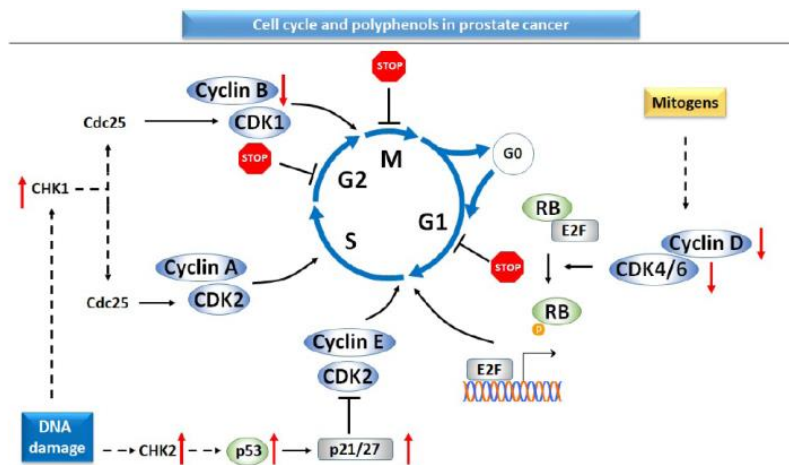 Cell cycle and polyphenols in prostate cancer
STOP
Cyclin B
CDK1
Cdc25
Mitogens
STOP
M
G0
G2
CHK1
G1
RB
E2F
S
Cyclin D
CDK4/6
STOP
Cyclin A
CDK2
Cdc25
RB
P
Cyclin E
CDK2
E2F
DNA
damage
CHK2
p53
p21/27